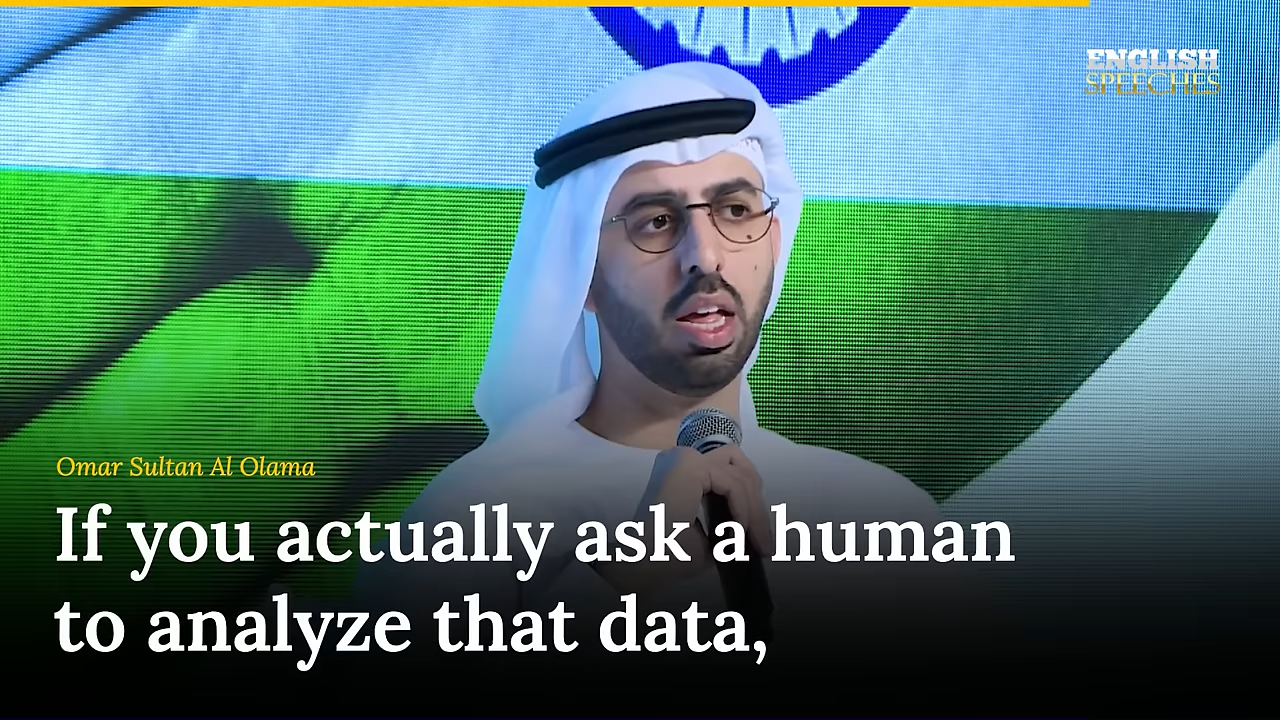 ENGLISH
SPEECHES
Omar Sultan Al Olama
If you actually ask a human
to analyze that data,